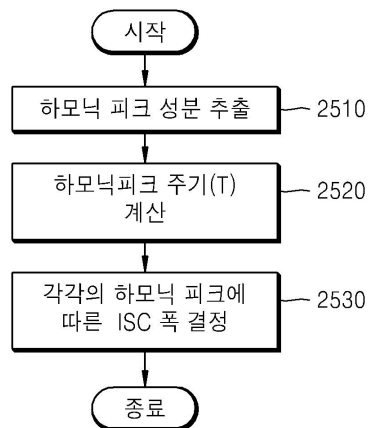 시작
하모닉 피크 성분 추출
2510
하모닉피크 주기(T)
계산
2520
각각의 하모닉 피크에
따른 ISC 폭 결정
2530
종료